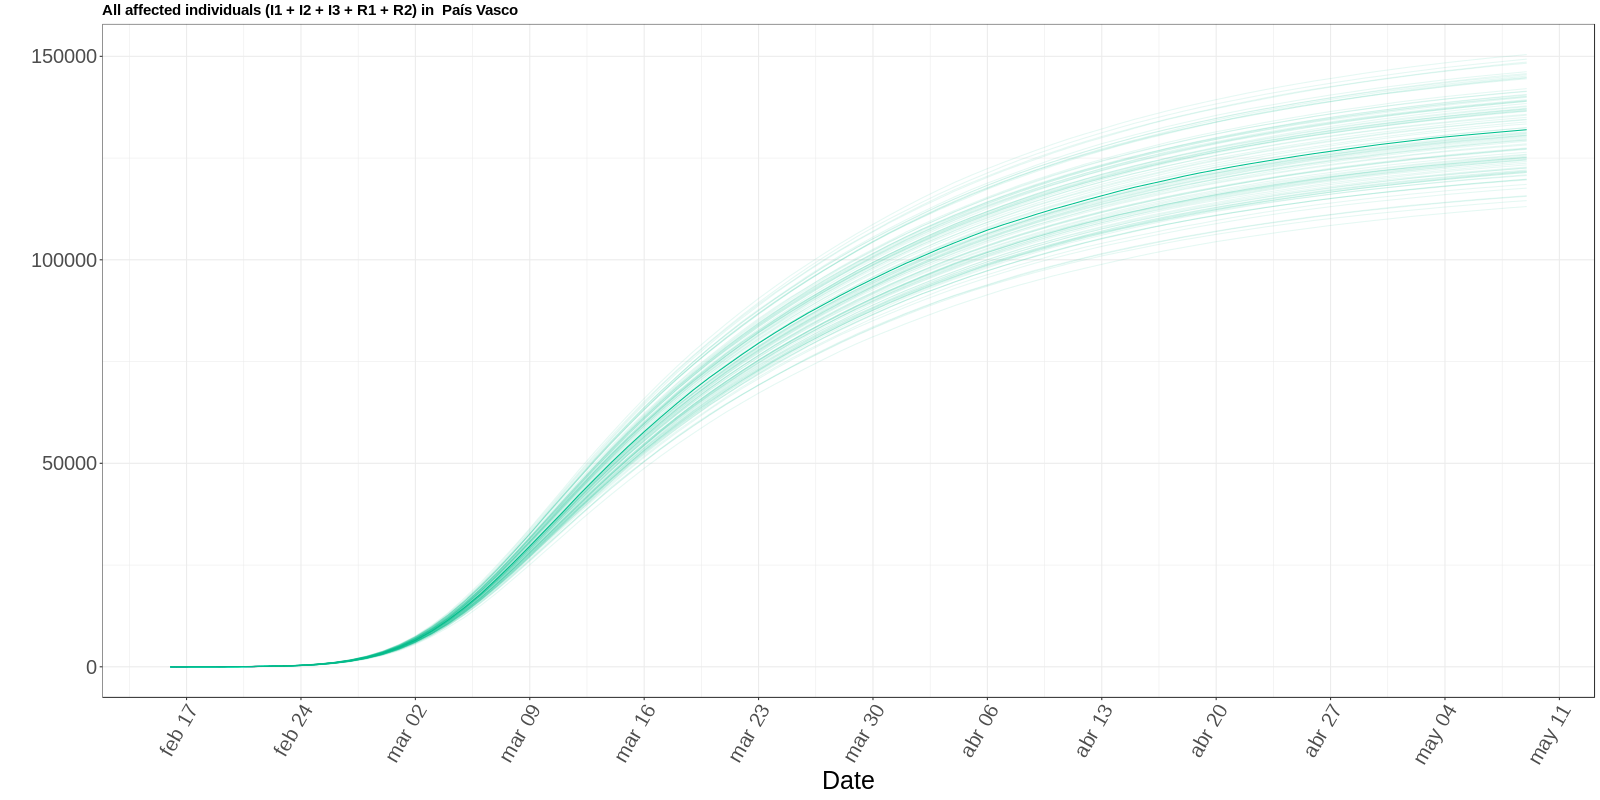 All affected individuals (I1 + I2 + I3 + R1 + R2) in  País Vasco
150000
100000
50000
0
feb 17
feb 24
mar 02
mar 09
mar 16
mar 23
mar 30
abr 06
abr 13
abr 20
abr 27
may 04
may 11
Date